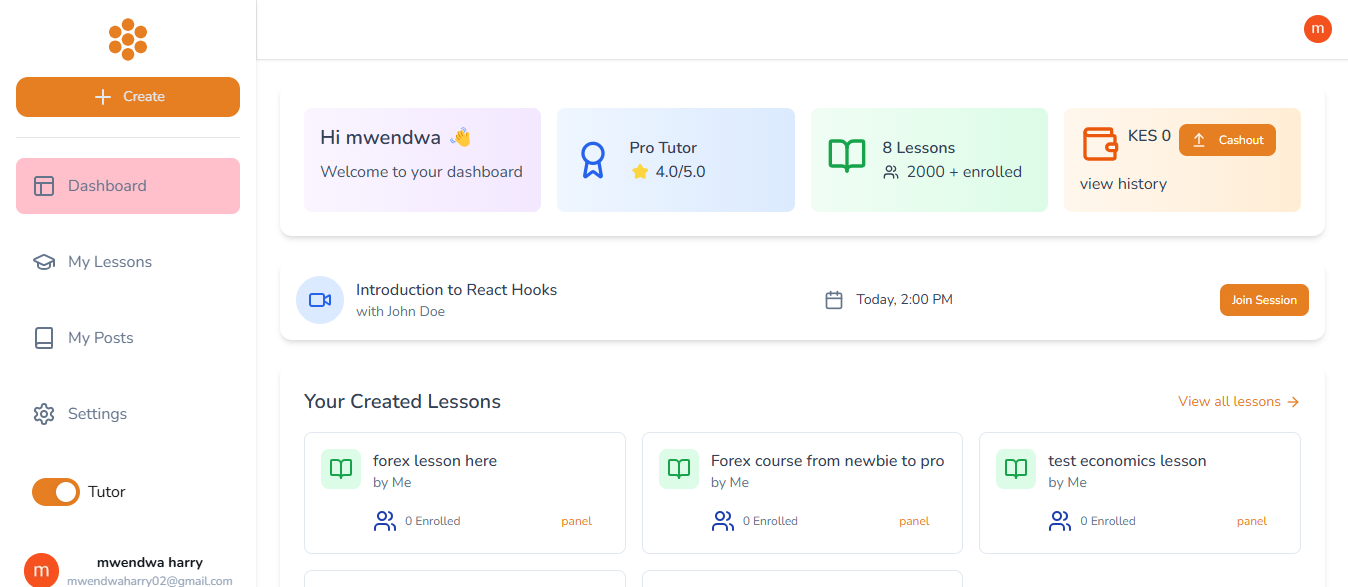 m
Create
Dashboard
My Lessons
My Posts
Settings
Tutor
m
mwendwa harry
mwendwaharry02@gmail.com
Hi mwendwa 👋
Welcome to your dashboard
Pro Tutor
⭐ 4.0/5.0
8 Lessons
2000 + enrolled
KES 0
Cashout
view history
Introduction to React Hooks
with John Doe
Today, 2:00 PM
Join Session
Your Created Lessons
View all lessons
forex lesson here
by Me
0 Enrolled
panel
Forex course from newbie to pro
by Me
0 Enrolled
panel
test economics lesson
by Me
0 Enrolled
panel